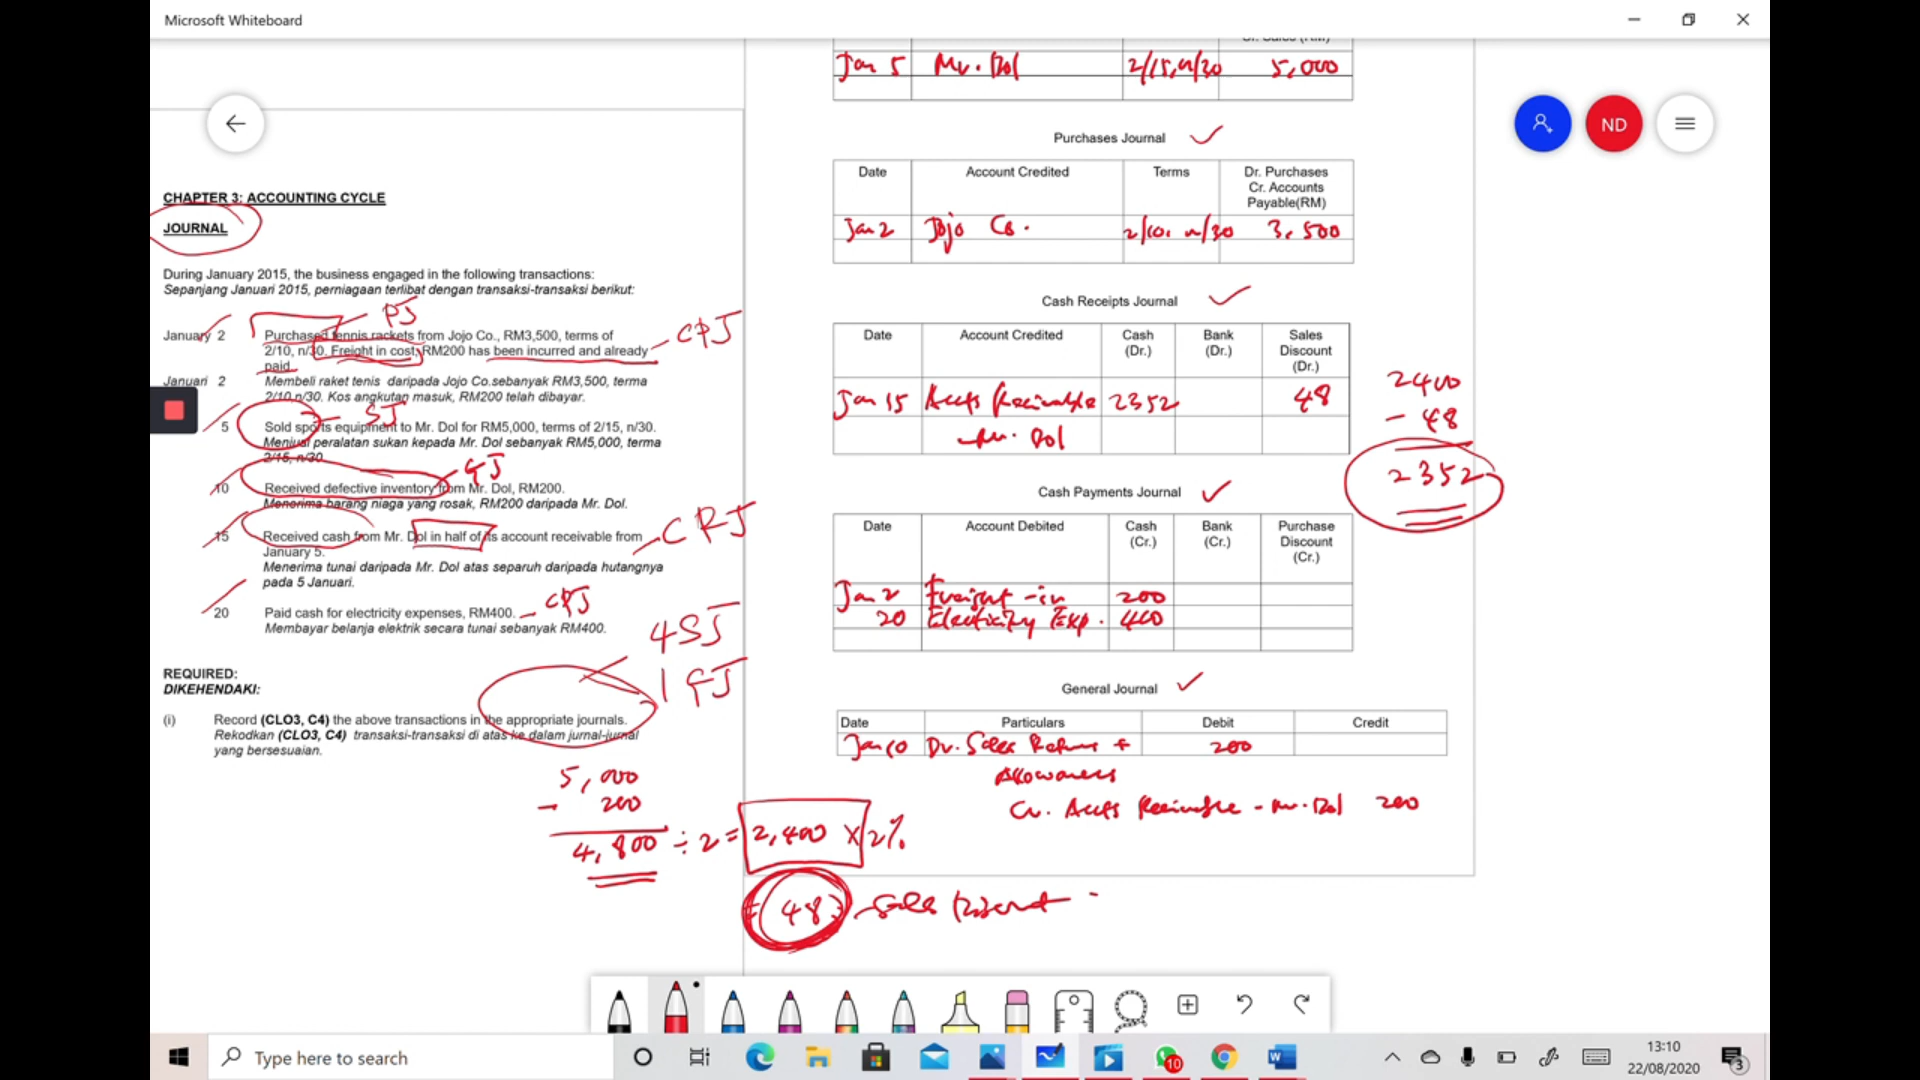 Microsoft Whiteboard
ND
CHAPTER 3: ACCOUNTING CYCLE
JOURNAL
During January 2015, the business engaged in the following transactions:
Sepanjang Januari 2015, perniagaan terlibat dengan transaksi-transaksi berikut:
PJ
January 2 Purchased tennis rackets from Jojo Co., RM3,500, terms of
2/10, n/30. Freight in cost, RM200 has been incurred and already
paid.
CPJ
Januari 2 Membeli raket tenis daripada Jojo Co.sebanyak RM3,500, terma
2/10,n/30. Kos angkutan masuk, RM200 telah dibayar.
SJ
5 Sold sports equipment to Mr. Dol for RM5,000, terms of 2/15, n/30.
Menjual peralatan sukan kepada Mr. Dol sebanyak RM5,000, terma
2/15, n/30.
GJ
10 Received defective inventory from Mr. Dol, RM200.
Menerima barang niaga yang rosak, RM200 daripada Mr. Dol.
CRJ
15 Received cash from Mr. Dol in half of its account receivable from
January 5.
Menerima tunai daripada Mr. Dol atas separuh daripada hutangnya
pada 5 Januari.
20 Paid cash for electricity expenses, RM400. CPJ
Membayar belanja elektrik secara tunai sebanyak RM400.
4SJ
1 GJ
REQUIRED:
DIKEHENDAKI:
(i) Record (CLO3, C4) the above transactions in the appropriate journals.
Rekodkan (CLO3, C4) transaksi-transaksi di atas ke dalam jurnal-jurnal
yang bersesuaian.
5,000
- 200
4,800 ÷ 2 = 2,400 x 2%
= 48 Sales Discount
Jan 5 Mr. Dol 2/15, n/30 5,000
Purchases Journal
Date Account Credited Terms Dr. Purchases
Cr. Accounts
Payable(RM)
Jan 2 Jojo Co. 2/10, n/30 3,500
Cash Receipts Journal
Date Account Credited Cash Bank Sales
(Dr.) (Dr.) Discount
(Dr.)
Jan 15 Accts Receivable 2352 48
- Mr. Dol
2400
- 48
2352
Cash Payments Journal
Date Account Debited Cash Bank Purchase
(Cr.) (Cr.) Discount
(Cr.)
Jan 2 Freight-in 200
20 Electricity Exp. 400
General Journal
Date Particulars Debit Credit
Jan 10 Dr. Sales Return + 200
Allowances
Cr. Accts Receivable - Mr. Dol 200
Type here to search
10
13:10
22/08/2020
3